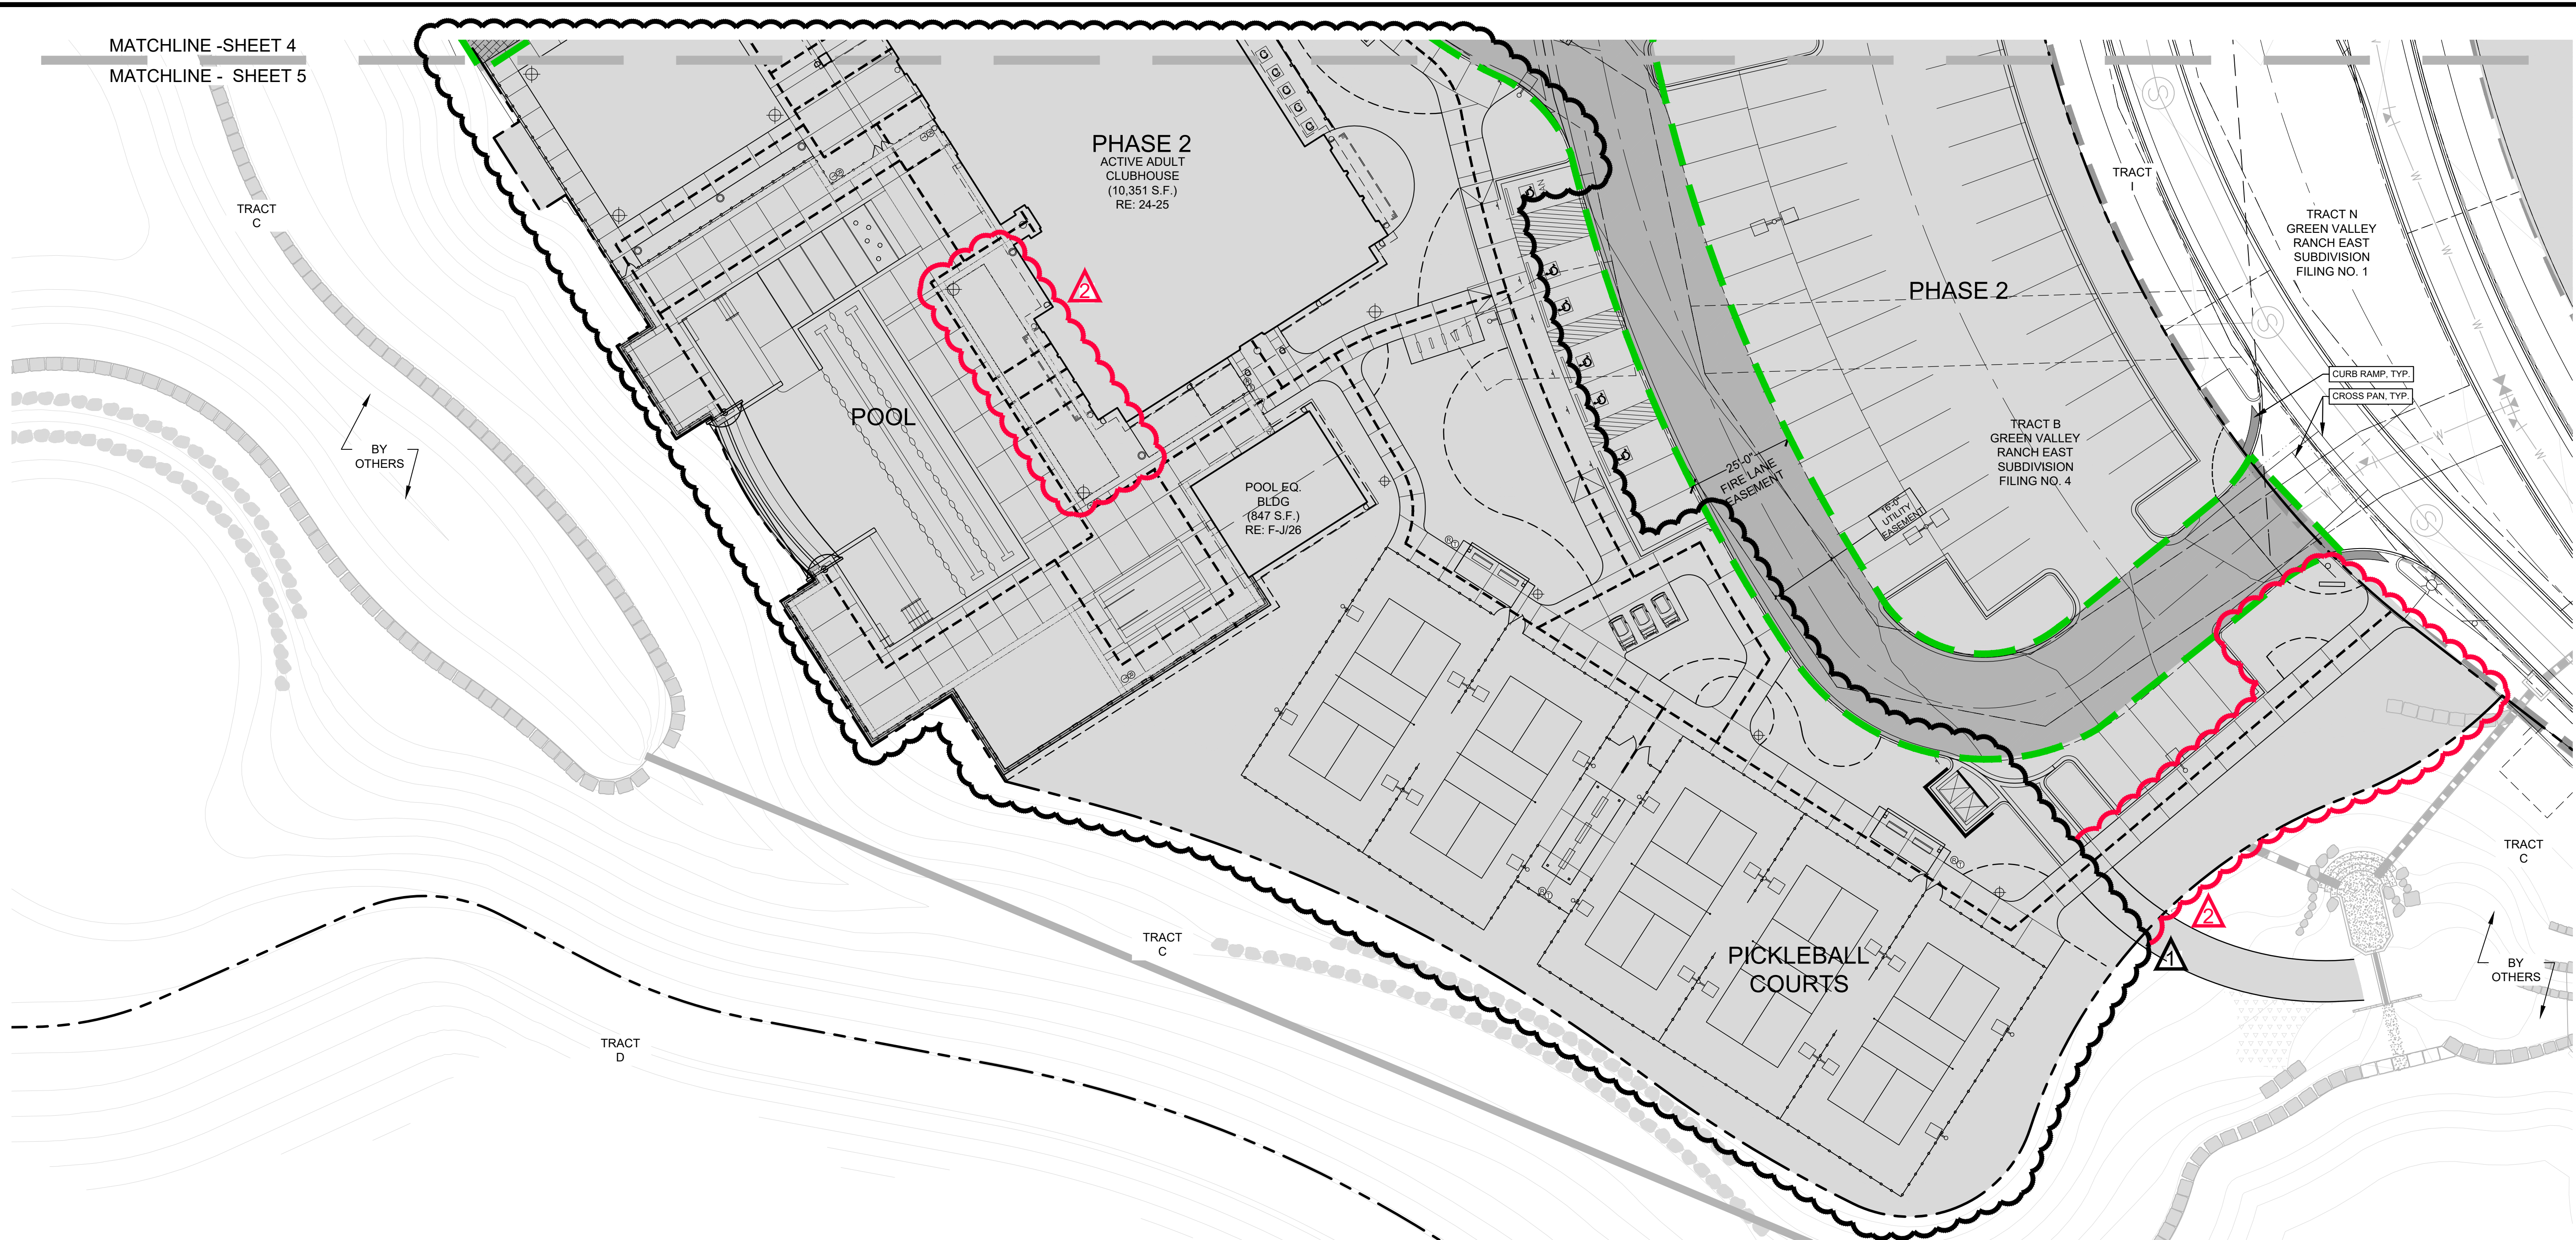 MATCHLINE -SHEET 4
MATCHLINE - SHEET 5
TRACT
C
BY
OTHERS
PHASE 2
ACTIVE ADULT
CLUBHOUSE
(10,351 S.F.)
RE: 24-25
2
POOL
POOL EQ.
BLDG
(847 S.F.)
RE: F-J/26
PHASE 2
TRACT
TRACT N
GREEN VALLEY
RANCH EAST
SUBDIVISION
FILING NO. 1
CURB RAMP, TYP.
CROSS PAN, TYP.
TRACT B
GREEN VALLEY
RANCH EAST
SUBDIVISION
FILING NO. 4
25'-0"
FIRE LANE
EASEMENT
16'-0"
UTILITY
EASEMENT
PICKLEBALL
COURTS
1
2
TRACT
C
BY
OTHERS
TRACT
C
TRACT
D
S
S
S
W
W
W
W
W
W